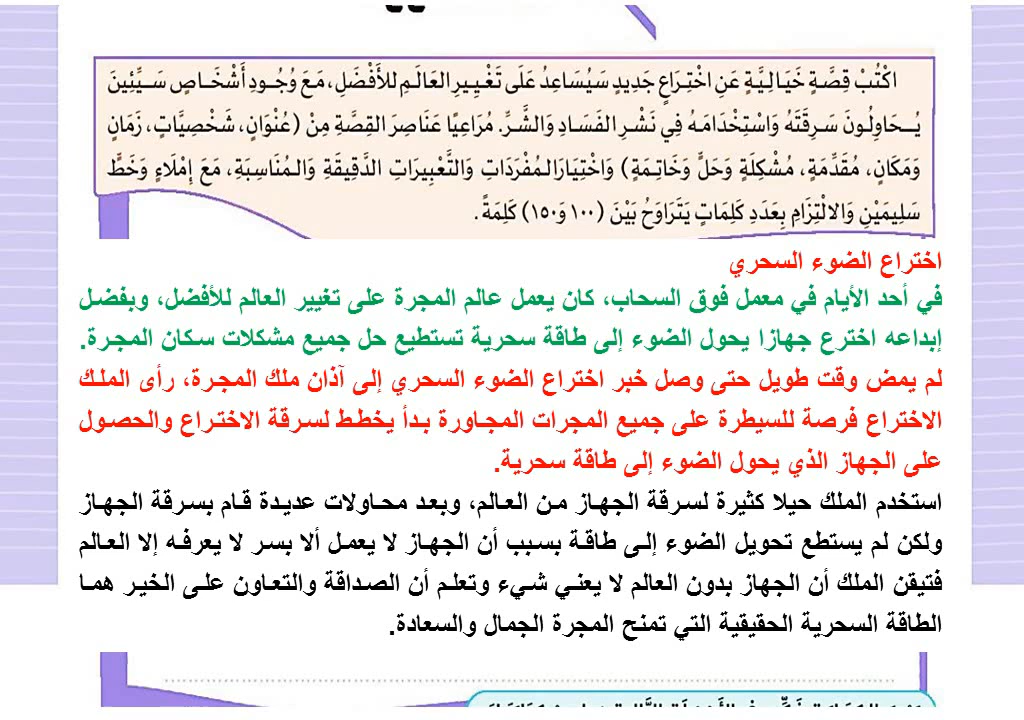 اكْتُبْ قِصَّةٍ خَيَالِيَّةٍ عَنِ اخْتِرَاعٍ جَدِيدٍ سَيُسَاعِدُ عَلَى تَغْيِيرِ العَالَمِ للأَفْضَلِ، مَعَ وُجُودِ أَشْخَاصٍ سَيِّئِينَ
يُحَاوِلُونَ سَرِقَتَهُ وَاسْتِخْدَامَهُ فِي نَشْرِ الفَسَادِ وَالشَّرِّ. مُرَاعِيًا عَنَاصِرَ القِصَّةِ مِنْ (عُنْوَانٍ، شَخْصِيَّاتٍ، زَمَانٍ
وَمَكَانٍ، مُقَدِّمَةٍ، مُشْكِلَةٍ وَحَلٍّ وَخَاتِمَةٍ) وَاخْتِيَارِ المُفْرَدَاتِ وَالتَّعْبِيرَاتِ الدَّقِيقَةِ وَالمُنَاسِبَةِ، مَعَ إِمْلَاءٍ وَخَطٍّ
سَلِيمَيْنِ وَالالْتِزَامِ بِعَدَدِ كَلِمَاتٍ يَتَرَاوَحُ بَيْنَ (١٠٠ وَ١٥٠) كَلِمَةً.
اختراع الضوء السحري
في أحد الأيام في معمل فوق السحاب، كان يعمل عالم المجرة على تغيير العالم للأفضل، وبفضل
إبداعه اخترع جهازا يحول الضوء إلى طاقة سحرية تستطيع حل جميع مشكلات سكان المجرة.
لم يمض وقت طويل حتى وصل خبر اختراع الضوء السحري إلى آذان ملك المجرة، رأى الملك
الاختراع فرصة للسيطرة على جميع المجرات المجاورة بدأ يخطط لسرقة الاختراع والحصول
على الجهاز الذي يحول الضوء إلى طاقة سحرية.
استخدم الملك حيلا كثيرة لسرقة الجهاز من العالم، وبعد محاولات عديدة قام بسرقة الجهاز
ولكن لم يستطع تحويل الضوء إلى طاقة بسبب أن الجهاز لا يعمل ألا بسر لا يعرفه إلا العالم
فتيقن الملك أن الجهاز بدون العالم لا يعني شيء وتعلم أن الصداقة والتعاون على الخير هما
الطاقة السحرية الحقيقية التي تمنح المجرة الجمال والسعادة.